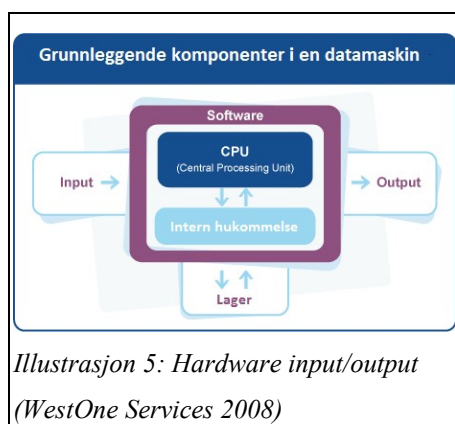 Grunnleggende komponenter i en datamaskin
Software
CPU
(Central Processing Unit)
Input
Output
Intern hukommelse
Lager
Illustrasjon 5: Hardware input/output
(WestOne Services 2008)